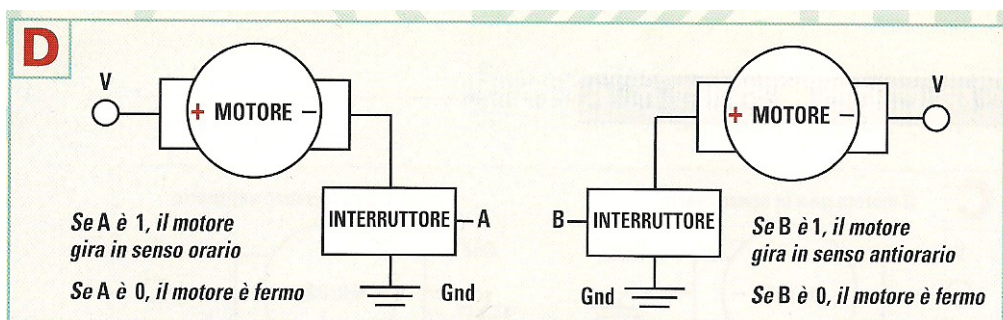 D
V
+ MOTORE –
INTERRUTTORE
A
Gnd
Se A è 1, il motore
gira in senso orario
Se A è 0, il motore è fermo
V
+ MOTORE –
B
INTERRUTTORE
Gnd
Se B è 1, il motore
gira in senso antiorario
Se B è 0, il motore è fermo